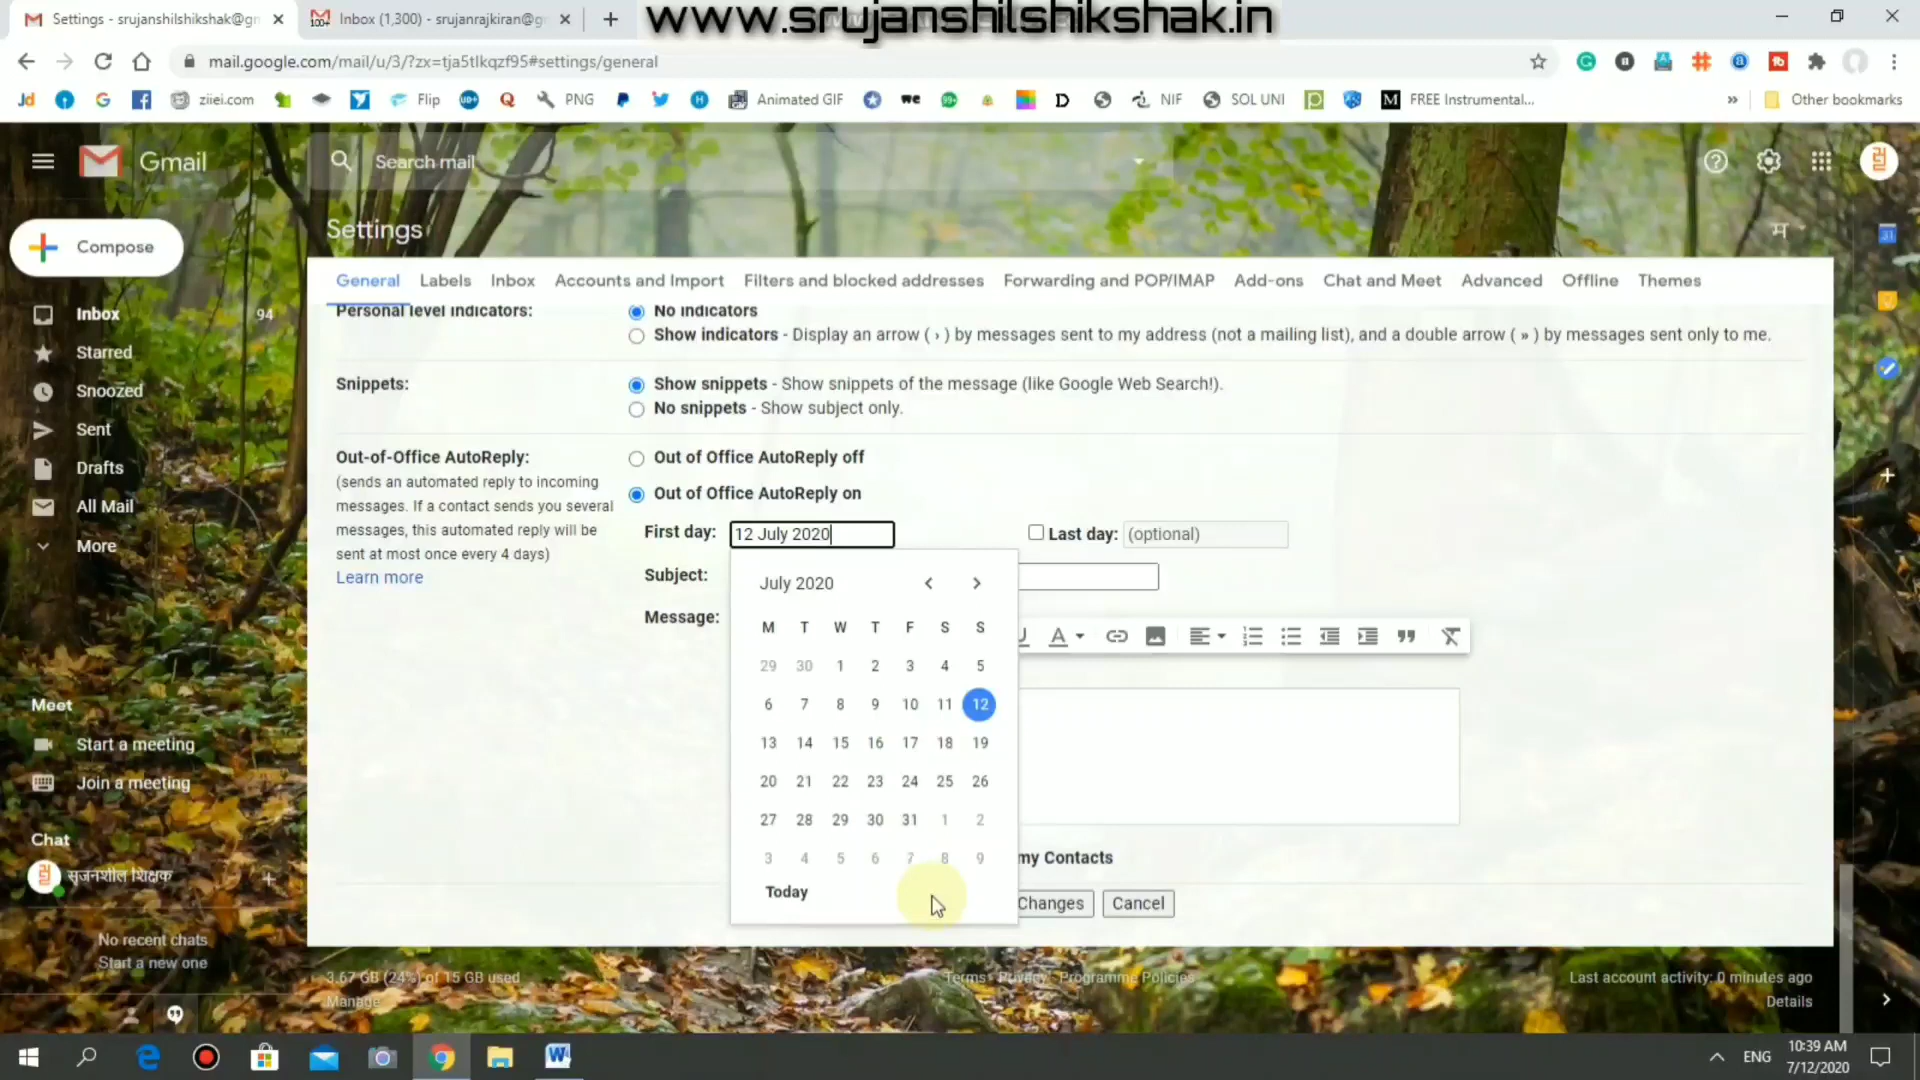 Settings - srujanshilshikshak@gm
Inbox (1,300) - srujanrajkiran@g
www.srujanshilshikshak.in
mail.google.com/mail/u/3/?zx=tja5tlkqzf95#settings/general
Jd
ziiei.com
Flip
PNG
Animated GIF
NIF
SOL UNI
M FREE Instrumental...
Other bookmarks
Gmail
Search mail
Compose
Settings
म
General Labels Inbox Accounts and Import Filters and blocked addresses Forwarding and POP/IMAP Add-ons Chat and Meet Advanced Offline Themes
Inbox 94
Starred
Snoozed
Sent
Drafts
All Mail
More
Personal level indicators:
No indicators
Show indicators - Display an arrow ( › ) by messages sent to my address (not a mailing list), and a double arrow ( » ) by messages sent only to me.
Snippets:
Show snippets - Show snippets of the message (like Google Web Search!).
No snippets - Show subject only.
Out-of-Office AutoReply:
(sends an automated reply to incoming
messages. If a contact sends you several
messages, this automated reply will be
sent at most once every 4 days)
Learn more
Out of Office AutoReply off
Out of Office AutoReply on
First day: 12 July 2020
Last day: (optional)
Subject:
Message:
July 2020
M T W T F S S
29 30 1 2 3 4 5
6 7 8 9 10 11 12
13 14 15 16 17 18 19
20 21 22 23 24 25 26
27 28 29 30 31 1 2
3 4 5 6 7 8 9
Today
my Contacts
Changes
Cancel
Meet
Start a meeting
Join a meeting
Chat
सृजनशील शिक्षक
No recent chats
Start a new one
3.67 GB (24%) of 15 GB used
Manage
Terms · Privacy · Programme Policies
Last account activity: 0 minutes ago
Details
ENG
10:39 AM
7/12/2020